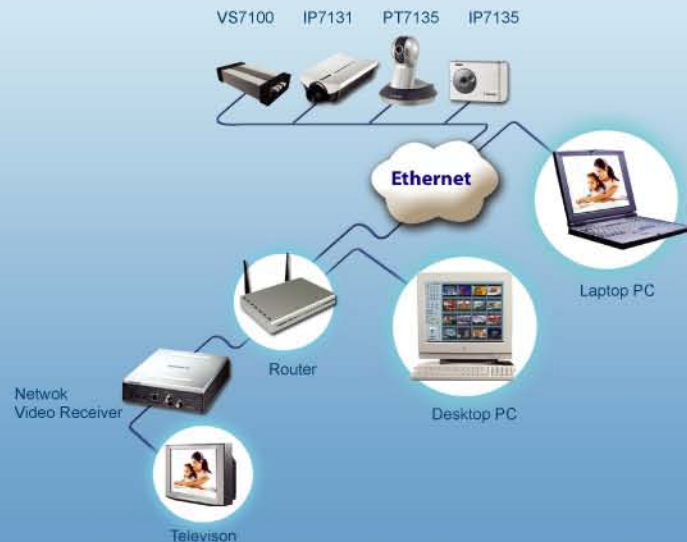 VS7100 IP7131 PT7135 IP7135
Ethernet
Laptop PC
Router
Desktop PC
Netwok
Video Receiver
Televison